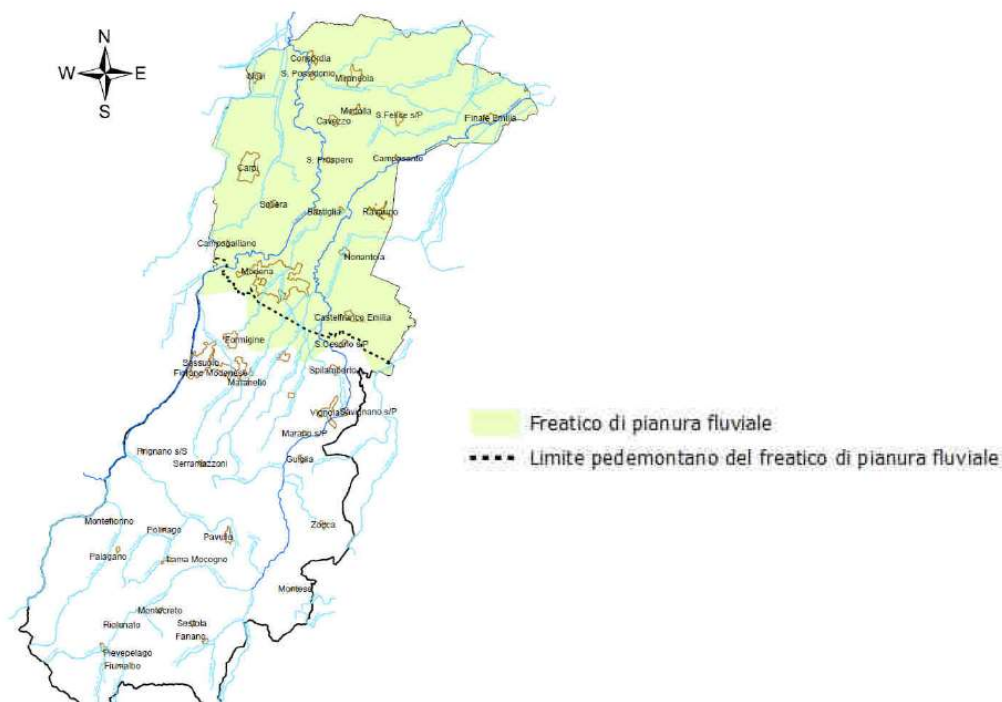 N
W E
S
Concordia
S. Possidonio
Mirandola
Novi
Medolla
Cavezzo
S.Felice s/P
Finale Emilia
S. Prospero
Camposanto
Carpi
Soliera
Bastiglia
Ravarino
Campogalliano
Nonantola
Modena
Castelfranco Emilia
Formigine
S.Cesario s/P
Sassuolo
Fiorano Modenese
Spilamberto
Maranello
Vignola
Savignano s/P
Marano s/P
Prignano s/S
Guiglia
Serramazzoni
Montefiorino
Polinago
Pavullo
Zocca
Palagano
Lama Mocogno
Montese
Montecreto
Riolunato
Sestola
Fanano
Pievepelago
Fiumalbo
Freatico di pianura fluviale
Limite pedemontano del freatico di pianura fluviale